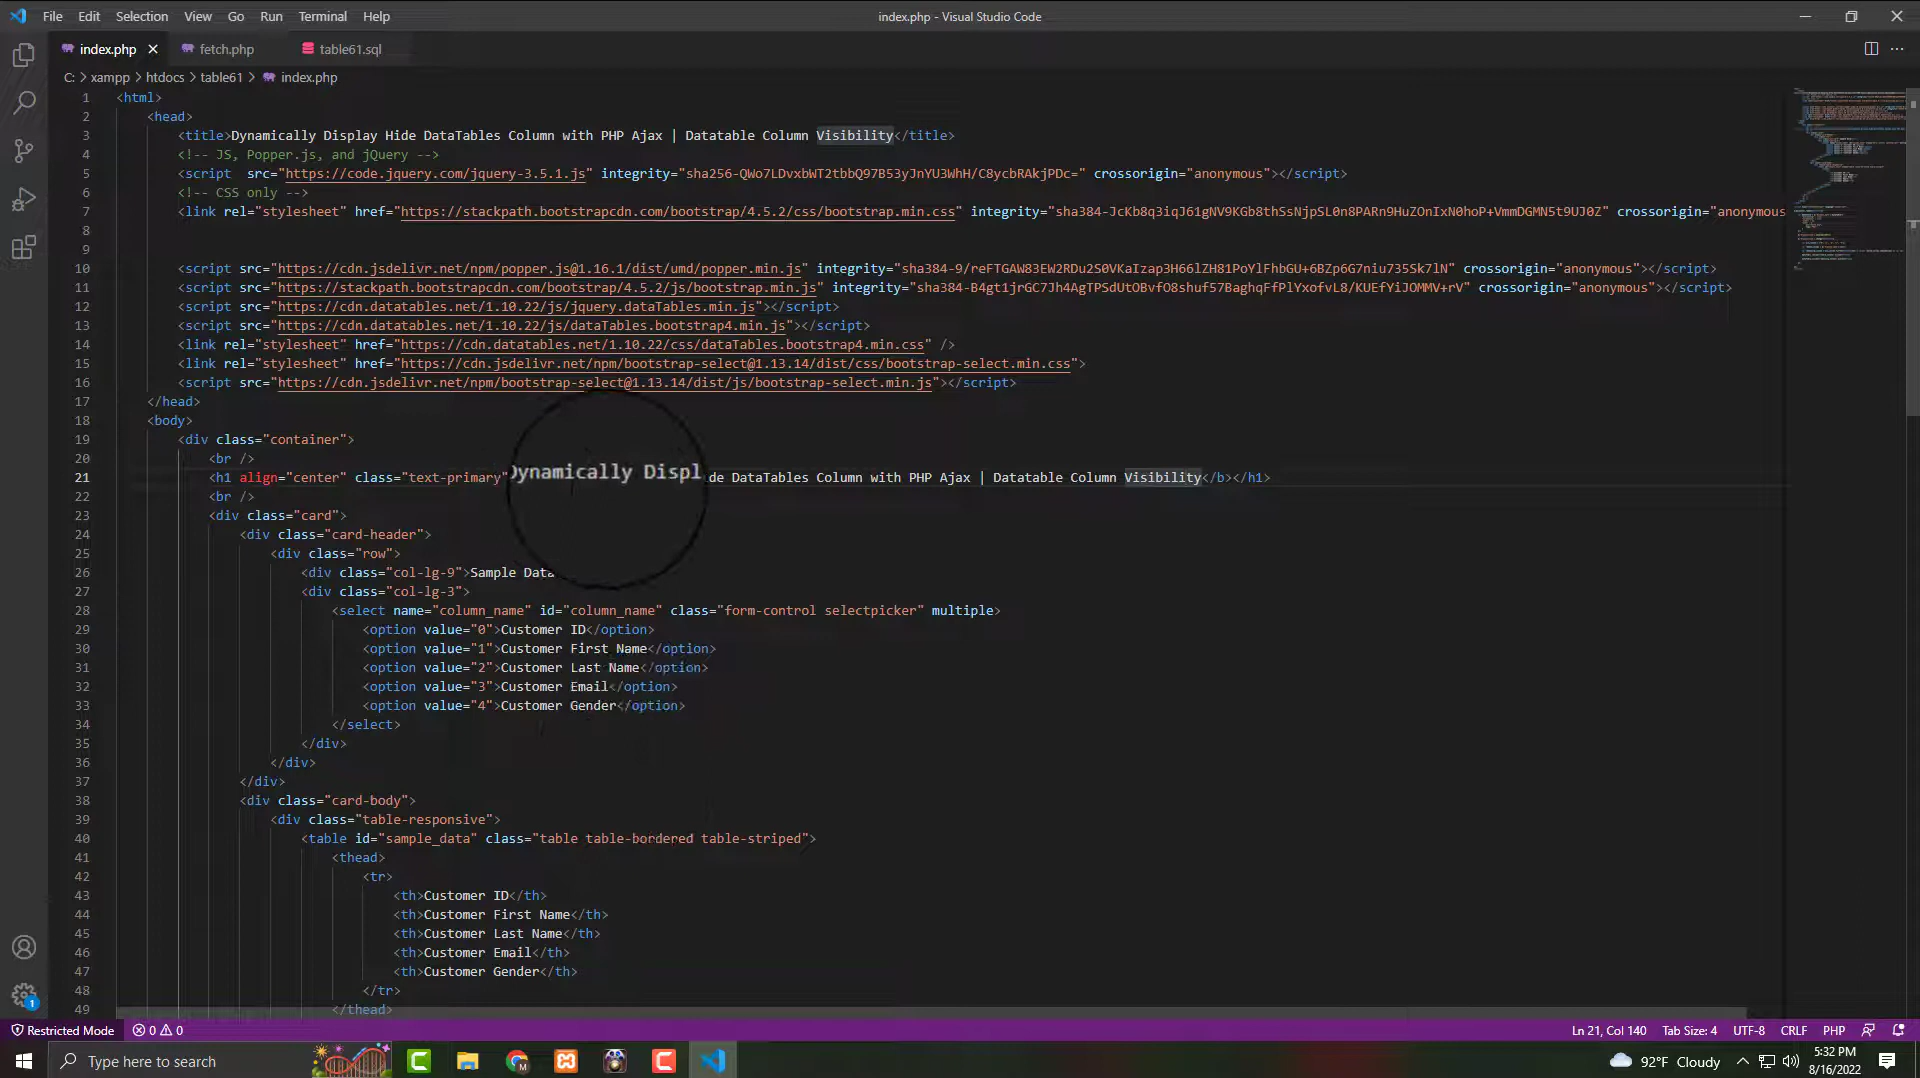 File Edit Selection View Go Run Terminal Help index.php - Visual Studio Code
index.php fetch.php table61.sql
C: > xampp > htdocs > table61 > index.php
1 <html>
2 <head>
3 <title>Dynamically Display Hide DataTables Column with PHP Ajax | Datatable Column Visibility</title>
4 <!-- JS, Popper.js, and jQuery -->
5 <script src="https://code.jquery.com/jquery-3.5.1.js" integrity="sha256-QWo7LDvxbWT2tbbQ97B53yJnYU3WhH/C8ycbRAkjPDc=" crossorigin="anonymous"></script>
6 <!-- CSS only -->
7 <link rel="stylesheet" href="https://stackpath.bootstrapcdn.com/bootstrap/4.5.2/css/bootstrap.min.css" integrity="sha384-JcKb8q3iqJ61gNV9KGb8thSsNjpSL0n8PARn9HuZOnIxN0hoP+VmmDGMN5t9UJ0Z" crossorigin="anonymous
8
9
10 <script src="https://cdn.jsdelivr.net/npm/popper.js@1.16.1/dist/umd/popper.min.js" integrity="sha384-9/reFTGAW83EW2RDu2S0VKaIzap3H66lZH81PoYlFhbGU+6BZp6G7niu735Sk7lN" crossorigin="anonymous"></script>
11 <script src="https://stackpath.bootstrapcdn.com/bootstrap/4.5.2/js/bootstrap.min.js" integrity="sha384-B4gt1jrGC7Jh4AgTPSdUtOBvfO8shuf57BaghqFfPlYxofvL8/KUEfYiJOMMV+rV" crossorigin="anonymous"></script>
12 <script src="https://cdn.datatables.net/1.10.22/js/jquery.dataTables.min.js"></script>
13 <script src="https://cdn.datatables.net/1.10.22/js/dataTables.bootstrap4.min.js"></script>
14 <link rel="stylesheet" href="https://cdn.datatables.net/1.10.22/css/dataTables.bootstrap4.min.css" />
15 <link rel="stylesheet" href="https://cdn.jsdelivr.net/npm/bootstrap-select@1.13.14/dist/css/bootstrap-select.min.css">
16 <script src="https://cdn.jsdelivr.net/npm/bootstrap-select@1.13.14/dist/js/bootstrap-select.min.js"></script>
17 </head>
18 <body>
19 <div class="container">
20 <br />
21 <h1 align="center" class="text-primary" Dynamically Displ de DataTables Column with PHP Ajax | Datatable Column Visibility</b></h1>
22 <br />
23 <div class="card">
24 <div class="card-header">
25 <div class="row">
26 <div class="col-lg-9">Sample Data
27 <div class="col-lg-3">
28 <select name="column_name" id="column_name" class="form-control selectpicker" multiple>
29 <option value="0">Customer ID</option>
30 <option value="1">Customer First Name</option>
31 <option value="2">Customer Last Name</option>
32 <option value="3">Customer Email</option>
33 <option value="4">Customer Gender</option>
34 </select>
35 </div>
36 </div>
37 </div>
38 <div class="card-body">
39 <div class="table-responsive">
40 <table id="sample_data" class="table table-bordered table-striped">
41 <thead>
42 <tr>
43 <th>Customer ID</th>
44 <th>Customer First Name</th>
45 <th>Customer Last Name</th>
46 <th>Customer Email</th>
47 <th>Customer Gender</th>
48 </tr>
49 </thead>
Restricted Mode 0 0 Ln 21, Col 140 Tab Size: 4 UTF-8 CRLF PHP
Type here to search 92°F Cloudy 5:32 PM
8/16/2022